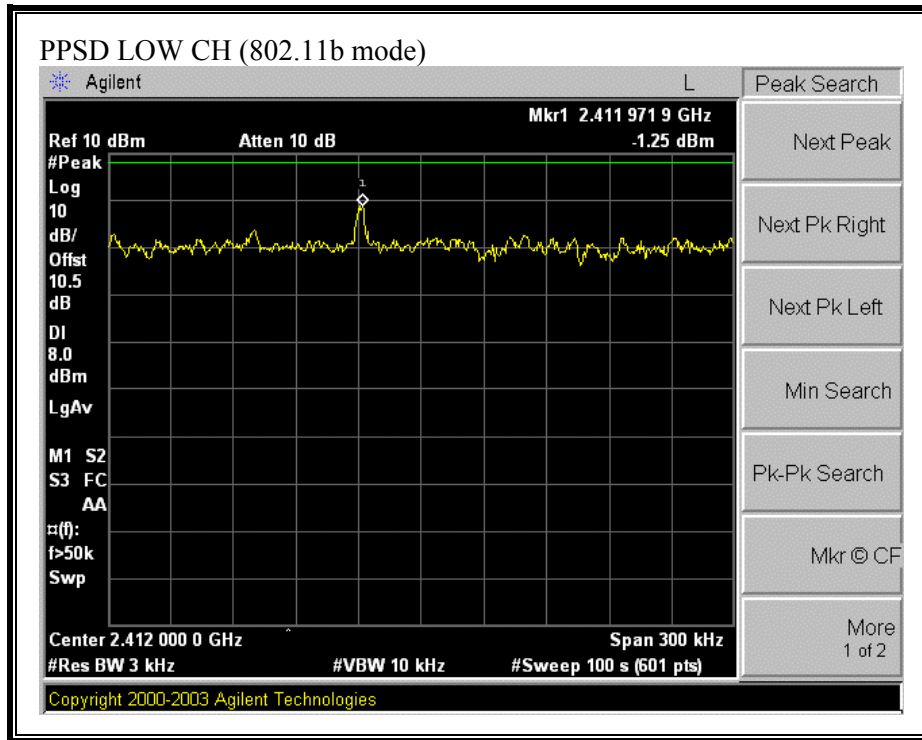 PPSD LOW CH (802.11b mode)
Agilent L Peak Search
Mkr1 2.411 971 9 GHz
Ref 10 dBm Atten 10 dB -1.25 dBm
#Peak
Log
10
dB/
Offst
10.5
dB
DI
8.0
dBm
LgAv
M1 S2
S3 FC
AA
¤(f):
f>50k
Swp
1
Center 2.412 000 0 GHz Span 300 kHz
#Res BW 3 kHz #VBW 10 kHz #Sweep 100 s (601 pts)
Copyright 2000-2003 Agilent Technologies
Next Peak
Next Pk Right
Next Pk Left
Min Search
Pk-Pk Search
Mkr © CF
More
1 of 2